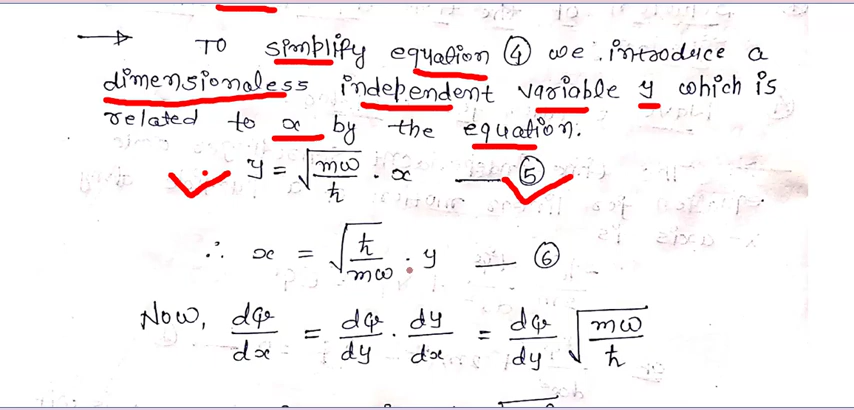 → To simplify equation ④ we introduce a
dimensionaless independent variable y which is
related to x by the equation.
∴ y = √(mω/ħ) · x — ⑤
∴ x = √(ħ/mω) · y — ⑥
Now, dφ/dx = dφ/dy · dy/dx = dφ/dy √(mω/ħ)